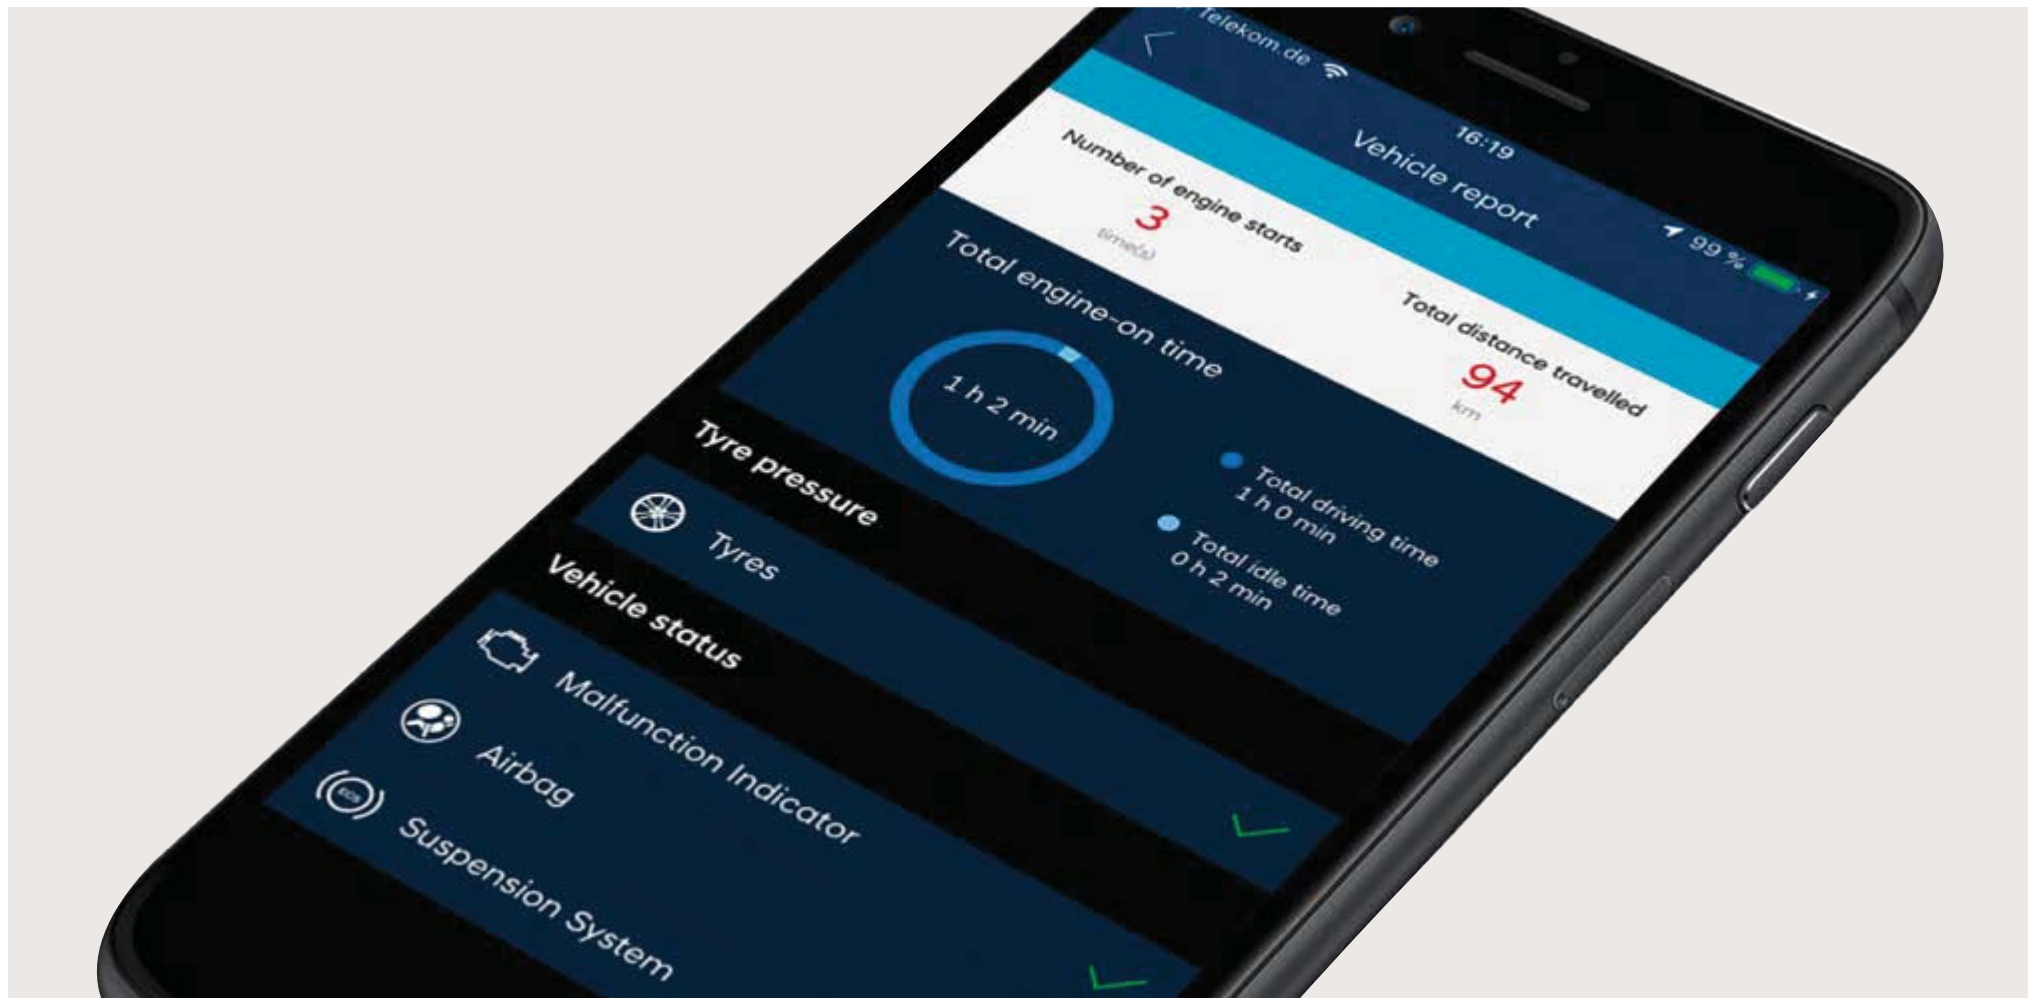 Telekom.de
16:19
99 %
Vehicle report
Number of engine starts
3
time(s)
Total distance travelled
94
km
Total engine-on time
1 h 2 min
Total driving time
1 h 0 min
Total idle time
0 h 2 min
Tyre pressure
Tyres
Vehicle status
Malfunction Indicator
Airbag
ECS
Suspension System